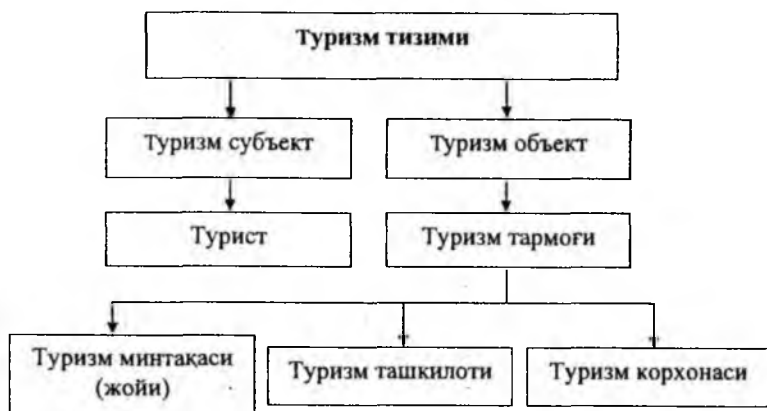 Туризм тизими
Туризм субъект
Туризм объект
Турист
Туризм тармоғи
Туризм минтақаси
(жойи)
Туризм ташкилоти
Туризм корхонаси